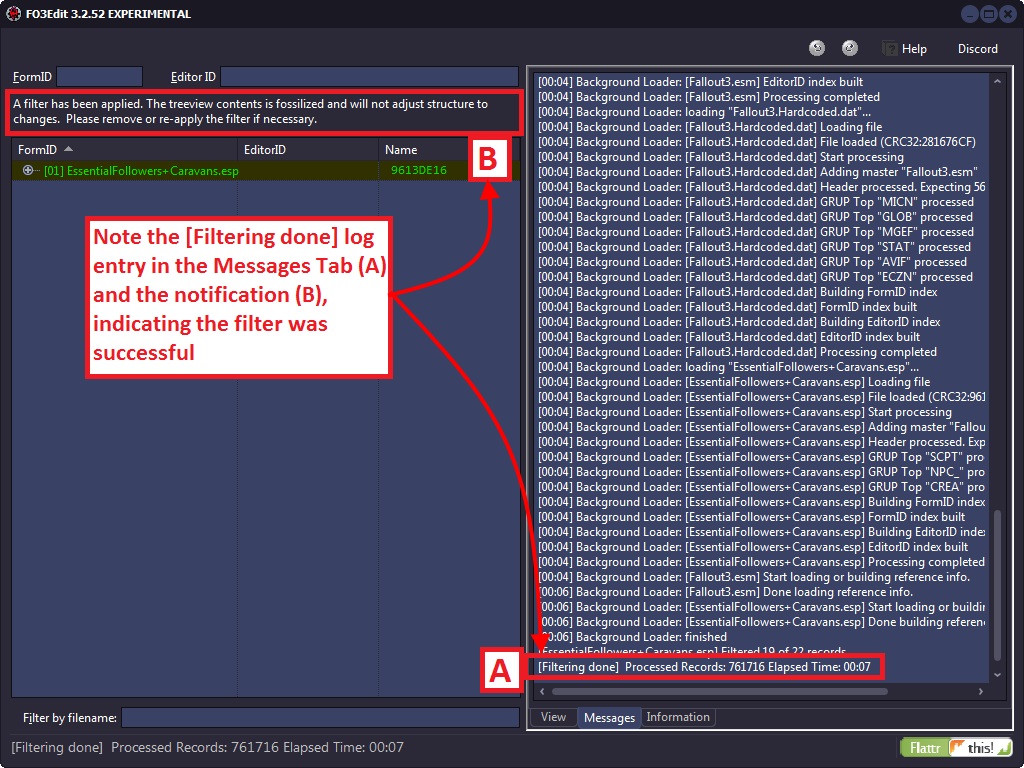 FO3Edit 3.2.52 EXPERIMENTAL
Help
Discord
FormID
Editor ID
A filter has been applied. The treeview contents is fossilized and will not adjust structure to
changes.  Please remove or re-apply the filter if necessary.
FormID
EditorID
Name
B
[01] EssentialFollowers+Caravans.esp
9613DE16
Note the [Filtering done] log
entry in the Messages Tab (A)
and the notification (B),
indicating the filter was
successful
[00:04] Background Loader: [Fallout3.esm] EditorID index built
[00:04] Background Loader: [Fallout3.esm] Processing completed
[00:04] Background Loader: loading "Fallout3.Hardcoded.dat"...
[00:04] Background Loader: [Fallout3.Hardcoded.dat] Loading file
[00:04] Background Loader: [Fallout3.Hardcoded.dat] File loaded (CRC32:281676CF)
[00:04] Background Loader: [Fallout3.Hardcoded.dat] Start processing
[00:04] Background Loader: [Fallout3.Hardcoded.dat] Adding master "Fallout3.esm"
[00:04] Background Loader: [Fallout3.Hardcoded.dat] Header processed. Expecting 56
[00:04] Background Loader: [Fallout3.Hardcoded.dat] GRUP Top "MICN" processed
[00:04] Background Loader: [Fallout3.Hardcoded.dat] GRUP Top "GLOB" processed
[00:04] Background Loader: [Fallout3.Hardcoded.dat] GRUP Top "MGEF" processed
[00:04] Background Loader: [Fallout3.Hardcoded.dat] GRUP Top "STAT" processed
[00:04] Background Loader: [Fallout3.Hardcoded.dat] GRUP Top "AVIF" processed
[00:04] Background Loader: [Fallout3.Hardcoded.dat] GRUP Top "ECZN" processed
[00:04] Background Loader: [Fallout3.Hardcoded.dat] Building FormID index
[00:04] Background Loader: [Fallout3.Hardcoded.dat] FormID index built
[00:04] Background Loader: [Fallout3.Hardcoded.dat] Building EditorID index
[00:04] Background Loader: [Fallout3.Hardcoded.dat] EditorID index built
[00:04] Background Loader: [Fallout3.Hardcoded.dat] Processing completed
[00:04] Background Loader: loading "EssentialFollowers+Caravans.esp"...
[00:04] Background Loader: [EssentialFollowers+Caravans.esp] Loading file
[00:04] Background Loader: [EssentialFollowers+Caravans.esp] File loaded (CRC32:961
[00:04] Background Loader: [EssentialFollowers+Caravans.esp] Start processing
[00:04] Background Loader: [EssentialFollowers+Caravans.esp] Adding master "Fallou
[00:04] Background Loader: [EssentialFollowers+Caravans.esp] Header processed. Exp
[00:04] Background Loader: [EssentialFollowers+Caravans.esp] GRUP Top "SCPT" pro
[00:04] Background Loader: [EssentialFollowers+Caravans.esp] GRUP Top "NPC_" pro
[00:04] Background Loader: [EssentialFollowers+Caravans.esp] GRUP Top "CREA" pro
[00:04] Background Loader: [EssentialFollowers+Caravans.esp] Building FormID index
[00:04] Background Loader: [EssentialFollowers+Caravans.esp] FormID index built
[00:04] Background Loader: [EssentialFollowers+Caravans.esp] Building EditorID inde
[00:04] Background Loader: [EssentialFollowers+Caravans.esp] EditorID index built
[00:04] Background Loader: [EssentialFollowers+Caravans.esp] Processing completed
[00:04] Background Loader: [Fallout3.esm] Start loading or building reference info.
[00:06] Background Loader: [Fallout3.esm] Done loading reference info.
[00:06] Background Loader: [EssentialFollowers+Caravans.esp] Start loading or buildin
[00:06] Background Loader: [EssentialFollowers+Caravans.esp] Done building referen
[00:06] Background Loader: finished
[EssentialFollowers+Caravans.esp] Filtered 19 of 22 records
A
[Filtering done]  Processed Records: 761716 Elapsed Time: 00:07
Filter by filename:
View
Messages
Information
[Filtering done]  Processed Records: 761716 Elapsed Time: 00:07
Flattr
this!